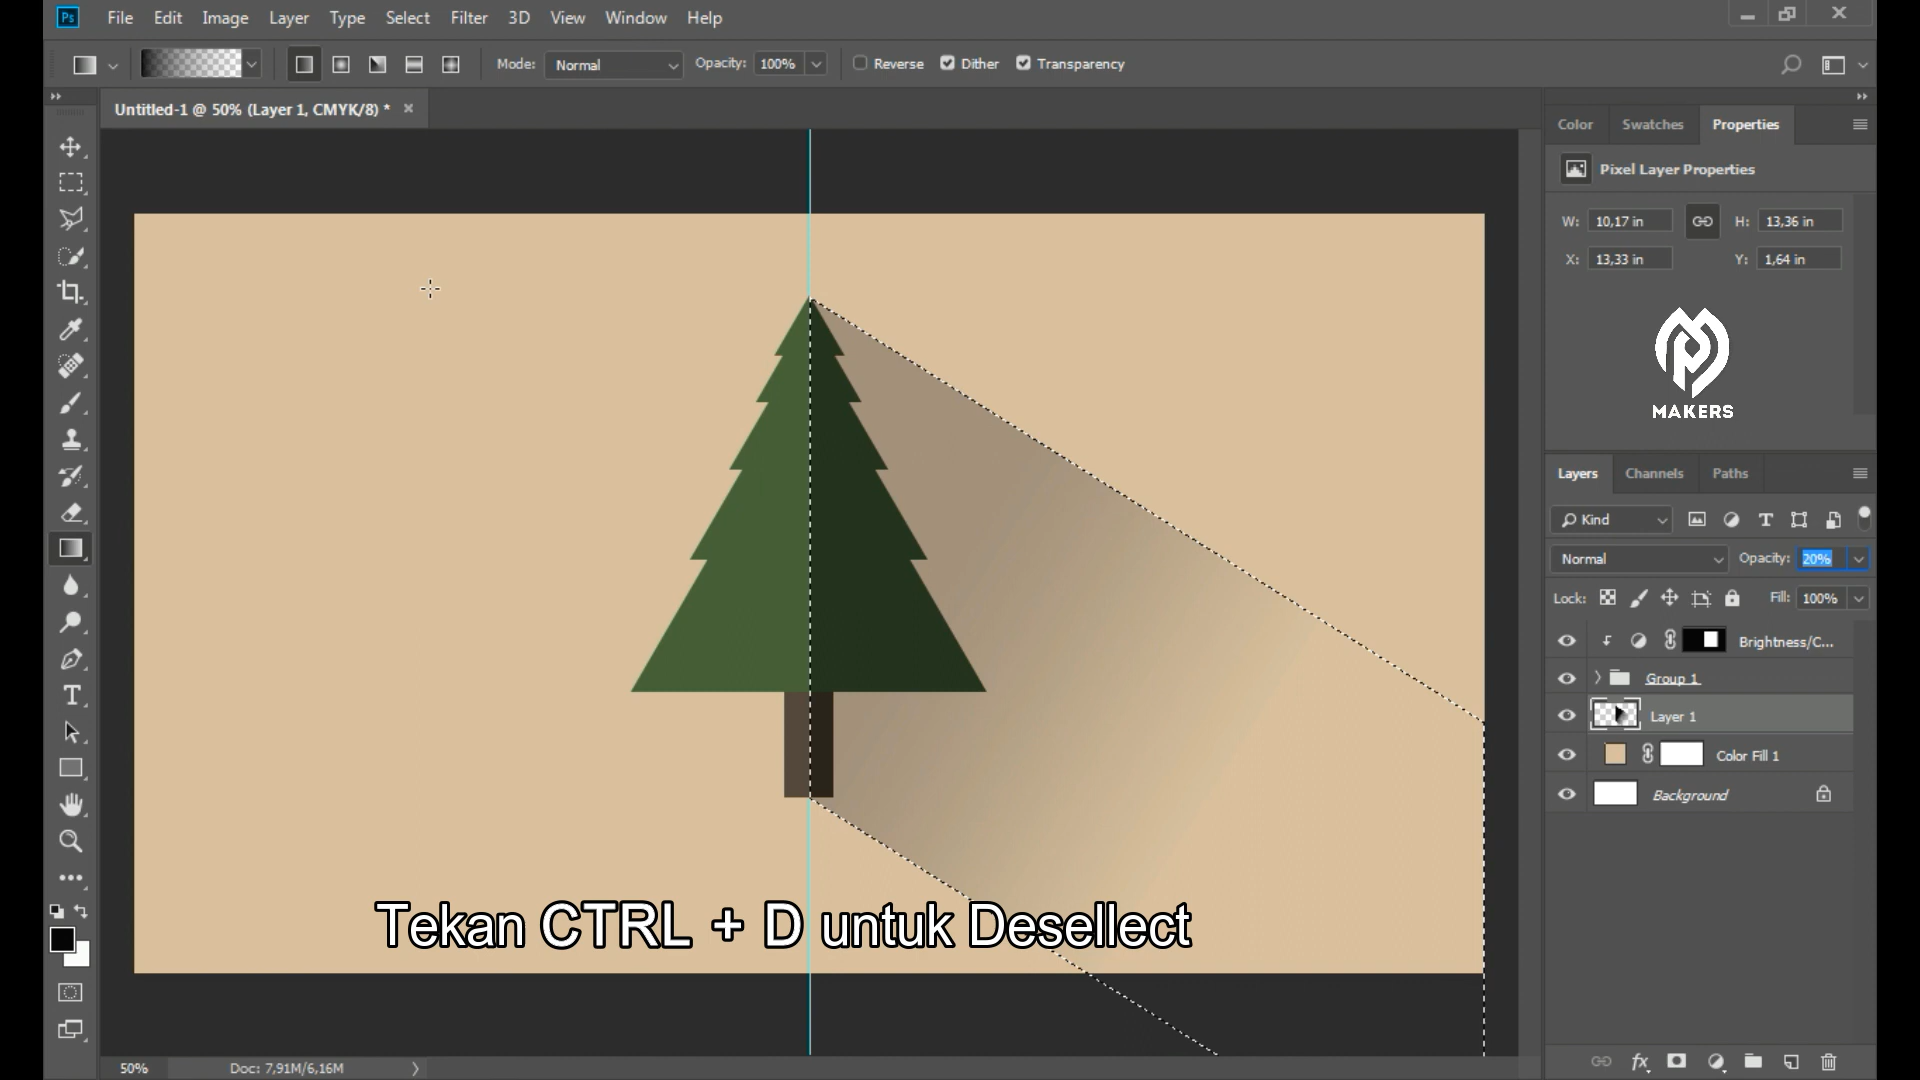 Ps File Edit Image Layer Type Select Filter 3D View Window Help
Mode: Normal Opacity: 100% Reverse Dither Transparency
Untitled-1 @ 50% (Layer 1, CMYK/8) *
Color Swatches Properties
Pixel Layer Properties
W: 10,17 in H: 13,36 in
X: 13,33 in Y: 1,64 in
MAKERS
Layers Channels Paths
Kind
Normal Opacity: 20%
Lock: Fill: 100%
Brightness/C...
Group 1
Layer 1
Color Fill 1
Background
Tekan CTRL + D untuk Desellect
50% Doc: 7,91M/6,16M